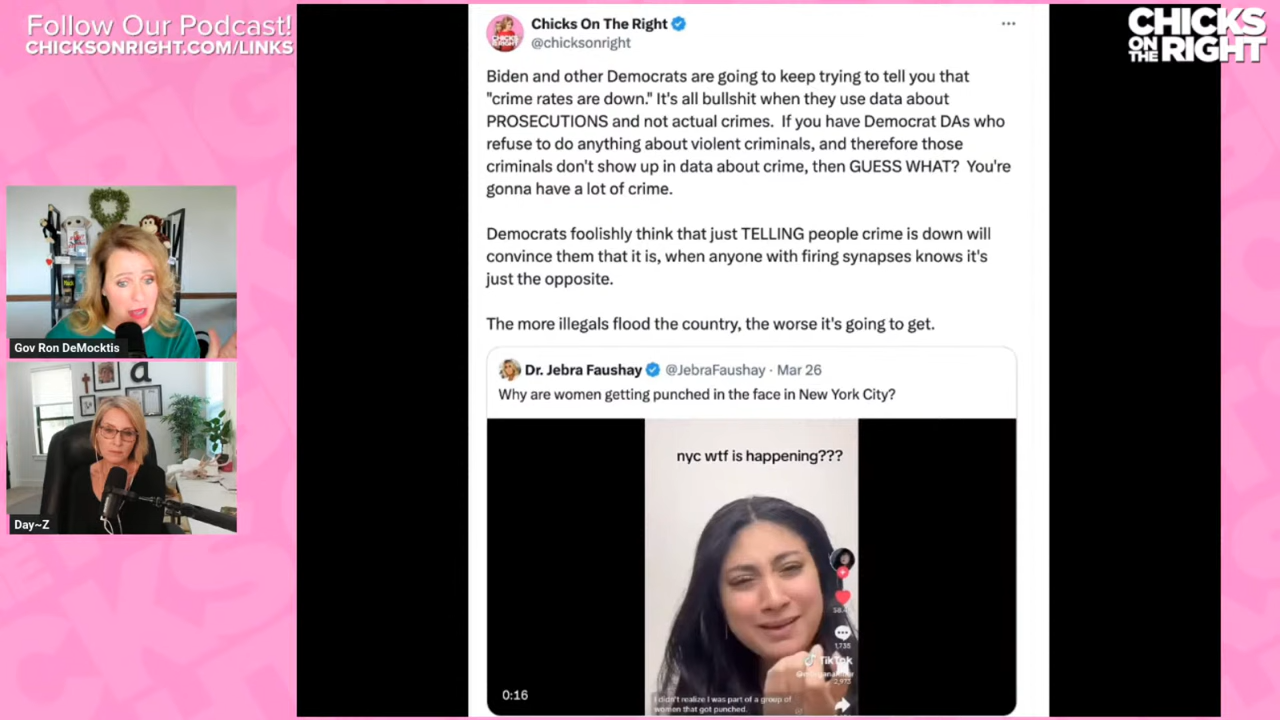 Follow Our Podcast!
CHICKSONRIGHT.COM/LINKS
CHICKS
ON THE RIGHT
Gov Ron DeMocktis
Day~Z
Chicks On The Right
@chicksonright
Biden and other Democrats are going to keep trying to tell you that
"crime rates are down." It's all bullshit when they use data about
PROSECUTIONS and not actual crimes. If you have Democrat DAs who
refuse to do anything about violent criminals, and therefore those
criminals don't show up in data about crime, then GUESS WHAT? You're
gonna have a lot of crime.
Democrats foolishly think that just TELLING people crime is down will
convince them that it is, when anyone with firing synapses knows it's
just the opposite.
The more illegals flood the country, the worse it's going to get.
Dr. Jebra Faushay @JebraFaushay · Mar 26
Why are women getting punched in the face in New York City?
nyc wtf is happening???
1,735
TikTok
2,973
I didn't realize I was part of a group of
women that got punched.
0:16